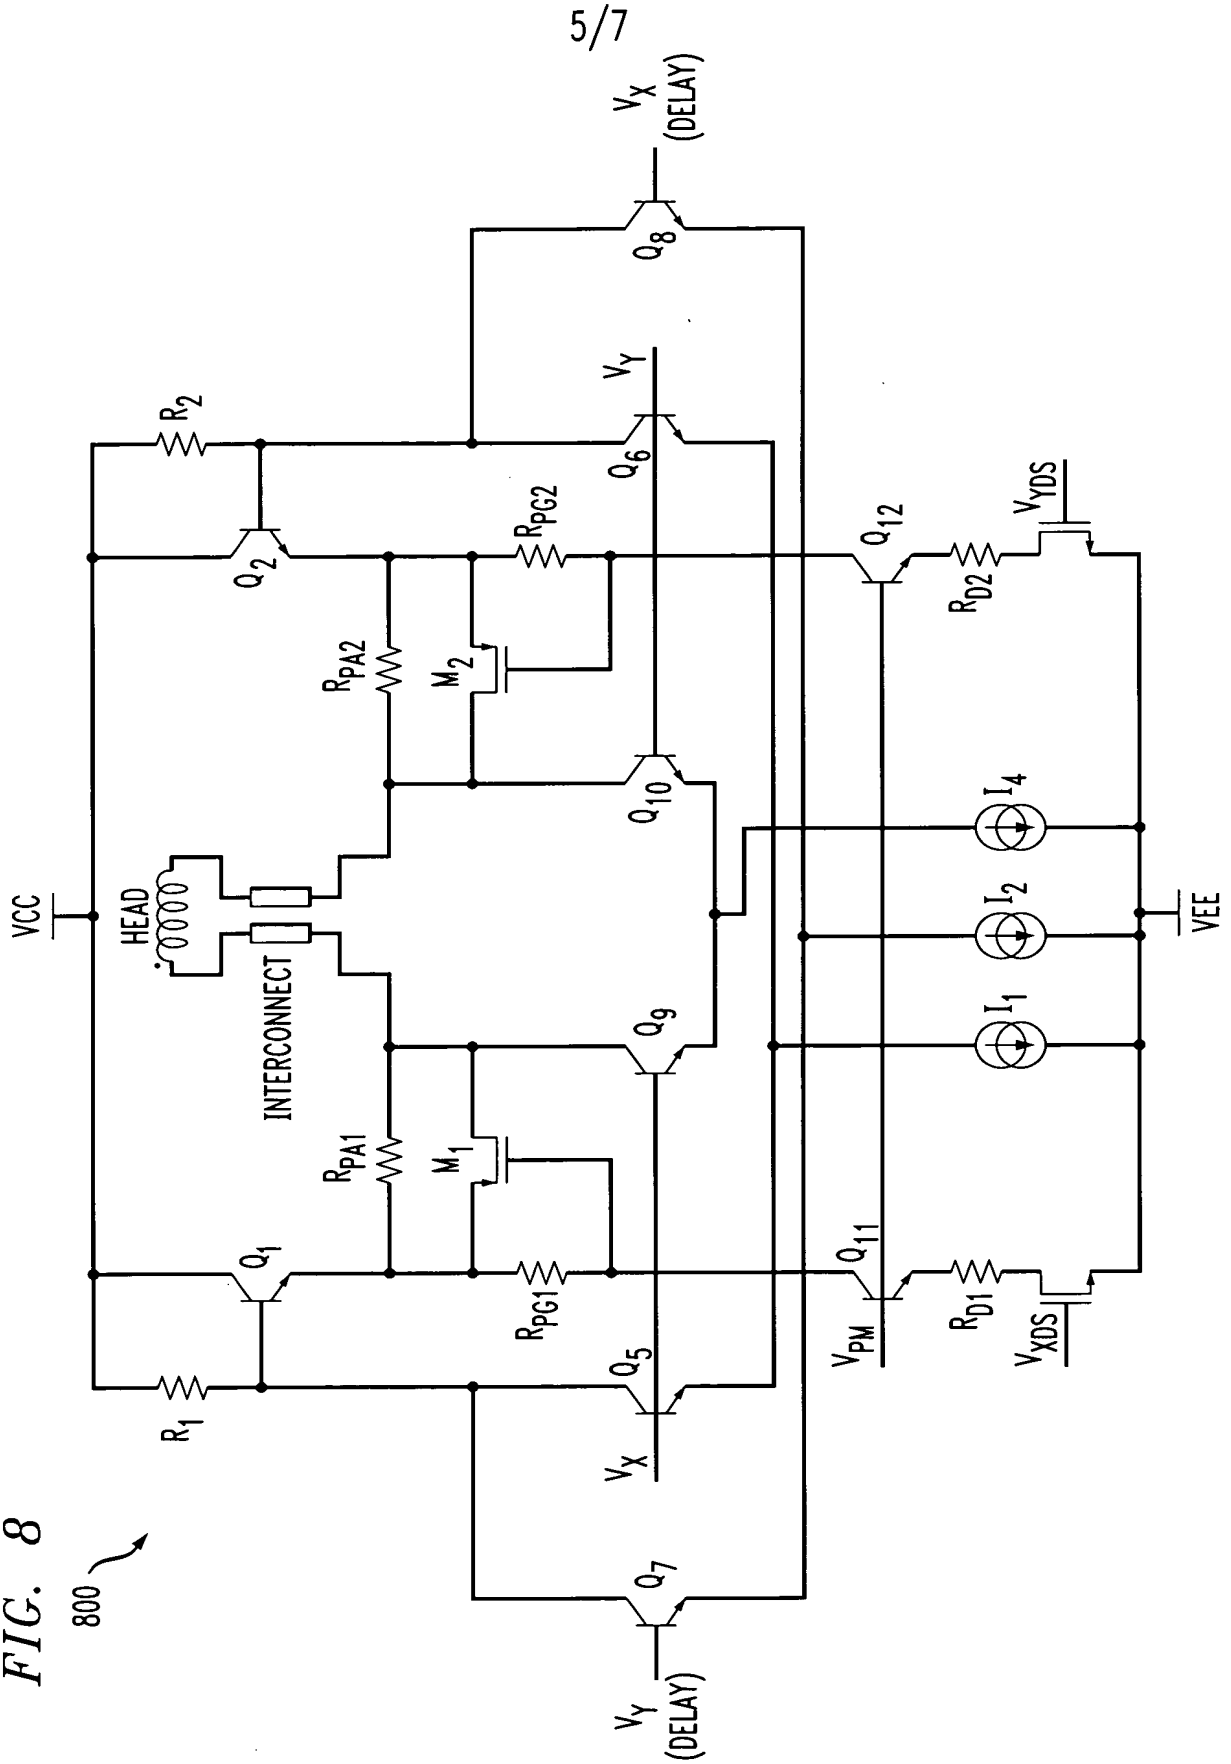 5/7
FIG. 8
800
VCC
HEAD
INTERCONNECT
R1
R2
Q1
Q2
RPA1
RPA2
M1
M2
RPG1
RPG2
VY
(DELAY)
Q7
VX
Q5
Q9
Q10
Q6
VY
Q8
VX
(DELAY)
VPM
Q11
Q12
RD1
RD2
VXDS
VYDS
I1
I2
I4
VEE